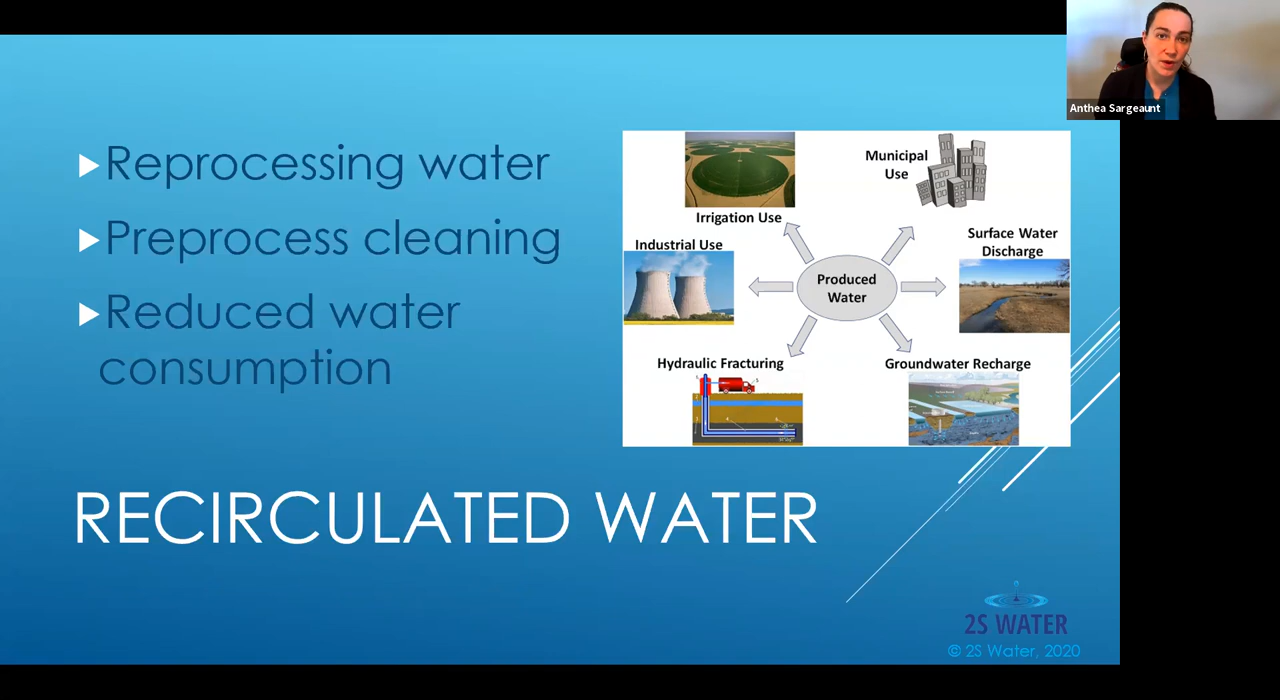 Anthea Sargeaunt
Reprocessing water
Preprocess cleaning
Reduced water
consumption
Irrigation Use
Municipal
Use
Industrial Use
Surface Water
Discharge
Produced
Water
Hydraulic Fracturing
Groundwater Recharge
RECIRCULATED WATER
2S WATER
© 2S Water, 2020